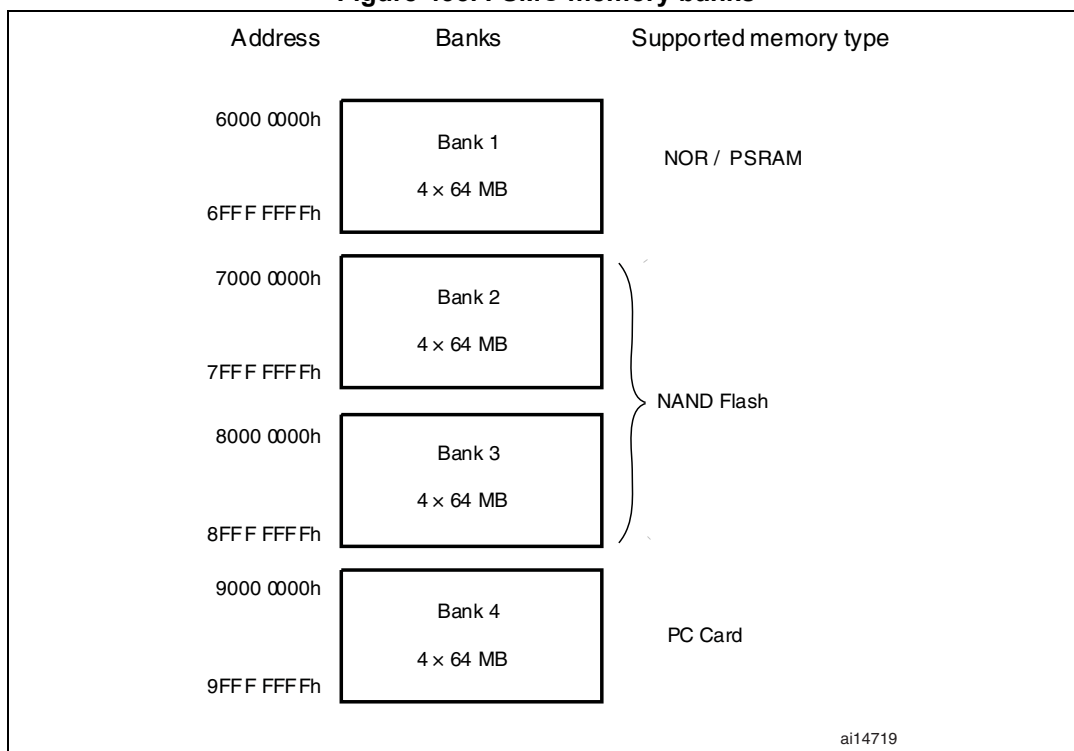 Address Banks Supported memory type
6000 0000h
Bank 1
NOR / PSRAM
4 × 64 MB
6FFF FFFFh
7000 0000h
Bank 2
4 × 64 MB
7FFF FFFFh
NAND Flash
8000 0000h
Bank 3
4 × 64 MB
8FFF FFFFh
9000 0000h
Bank 4
PC Card
4 × 64 MB
9FFF FFFFh
ai14719